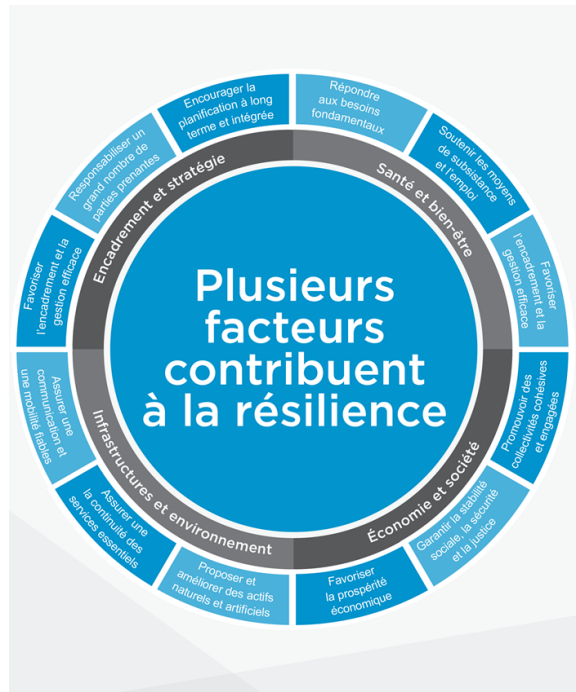 Plusieurs
facteurs
contribuent
à la résilience
Encadrement et stratégie
Santé et bien-être
Économie et société
Infrastructures et environnement
Répondre
aux besoins
fondamentaux
Soutenir les moyens
de subsistance
et l'emploi
Favoriser
l'encadrement et la
gestion efficace
Promouvoir des
collectivités cohésives
et engagées
Garantir la stabilité
sociale, la sécurité
et la justice
Favoriser
la prospérité
économique
Proposer et
améliorer des actifs
naturels et artificiels
Assurer une
la continuité des
services essentiels
Assurer une
communication et
une mobilité fiables
Favoriser
l'encadrement et la
gestion efficace
Responsabiliser un
grand nombre de
parties prenantes
Encourager la
planification à long
terme et intégrée